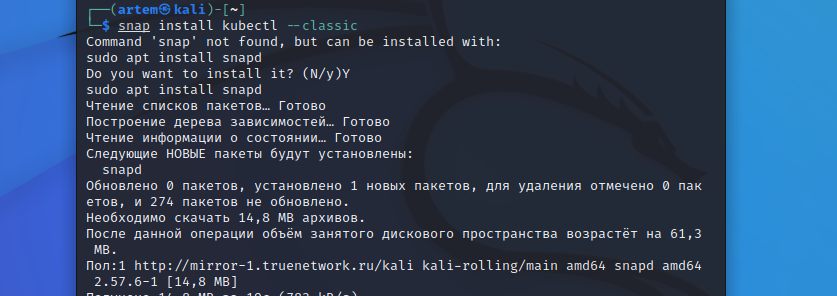 ┌──(artem㉿kali)-[~]
└─$ snap install kubectl --classic
Command 'snap' not found, but can be installed with:
sudo apt install snapd
Do you want to install it? (N/y)Y
sudo apt install snapd
Чтение списков пакетов… Готово
Построение дерева зависимостей… Готово
Чтение информации о состоянии… Готово
Следующие НОВЫЕ пакеты будут установлены:
  snapd
Обновлено 0 пакетов, установлено 1 новых пакетов, для удаления отмечено 0 пак
етов, и 274 пакетов не обновлено.
Необходимо скачать 14,8 MB архивов.
После данной операции объём занятого дискового пространства возрастёт на 61,3
 MB.
Пол:1 http://mirror-1.truenetwork.ru/kali kali-rolling/main amd64 snapd amd64
 2.57.6-1 [14,8 MB]